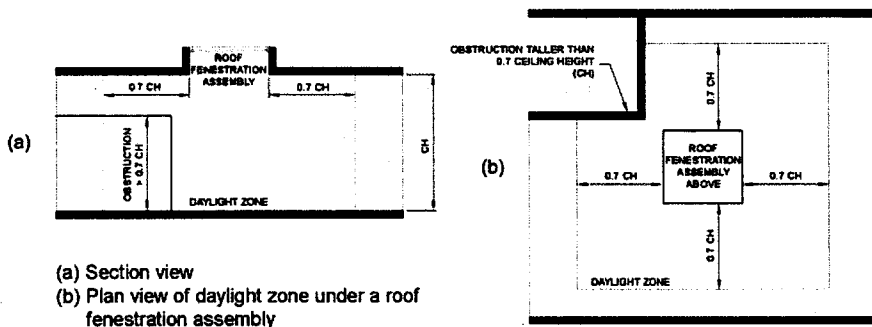 (a)
ROOF
FENESTRATION
ASSEMBLY
0.7 CH
0.7 CH
OBSTRUCTION
> 0.7 CH
CH
DAYLIGHT ZONE
(a) Section view
(b) Plan view of daylight zone under a roof
fenestration assembly
(b)
OBSTRUCTION TALLER THAN
0.7 CEILING HEIGHT
(CH)
0.7 CH
ROOF
FENESTRATION
ASSEMBLY
ABOVE
0.7 CH
0.7 CH
0.7 CH
DAYLIGHT ZONE